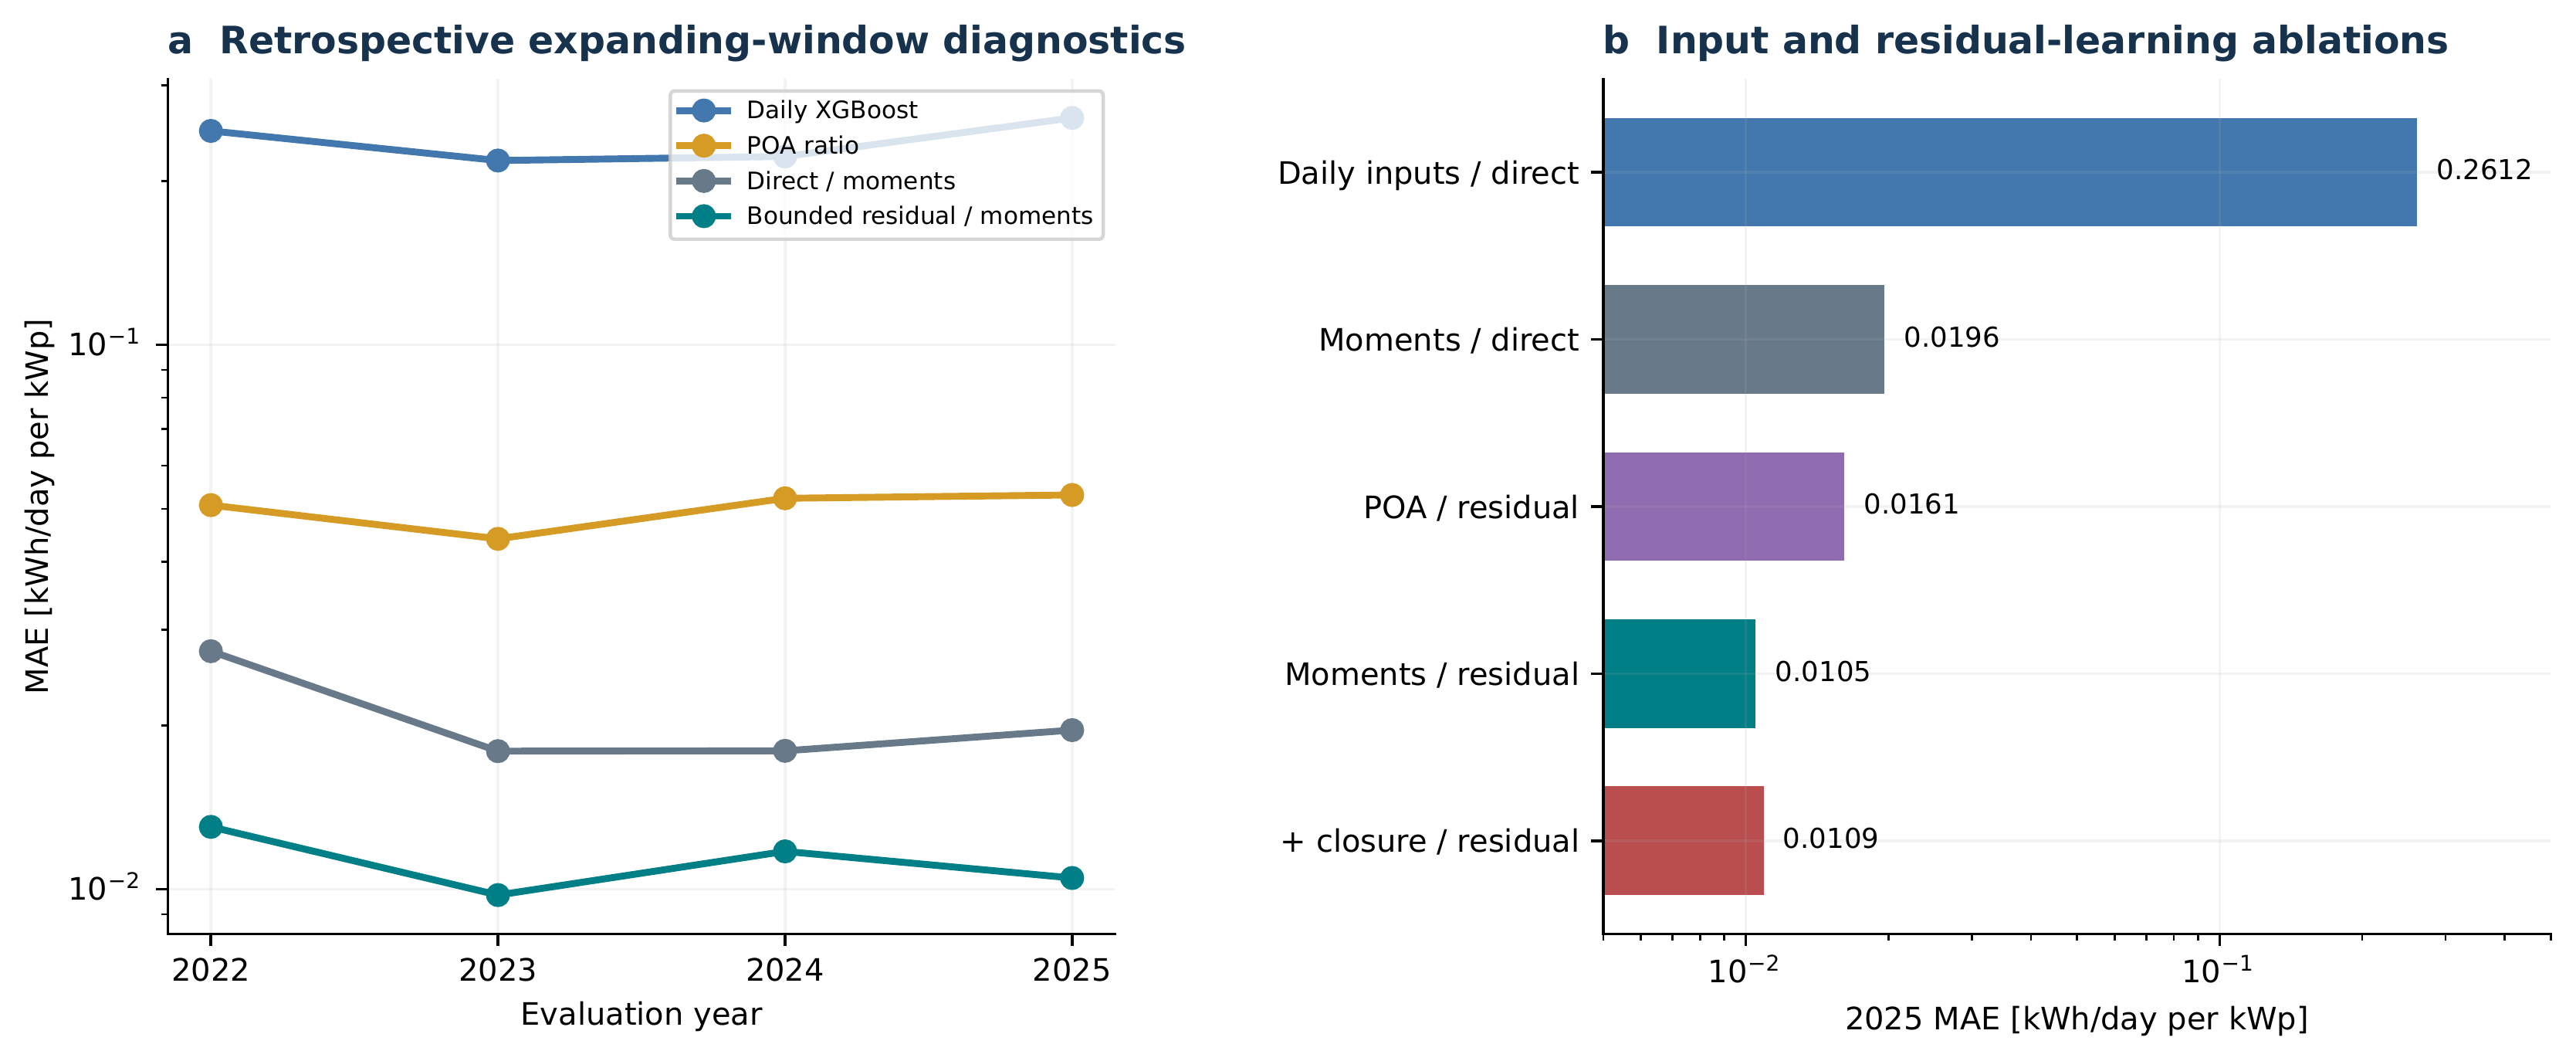 a Retrospective expanding-window diagnostics
Daily XGBoost
POA ratio
Direct / moments
Bounded residual / moments
MAE [kWh/day per kWp]
10⁻¹
10⁻²
2022 2023 2024 2025
Evaluation year
b Input and residual-learning ablations
Daily inputs / direct 0.2612
Moments / direct 0.0196
POA / residual 0.0161
Moments / residual 0.0105
+ closure / residual 0.0109
10⁻² 10⁻¹
2025 MAE [kWh/day per kWp]